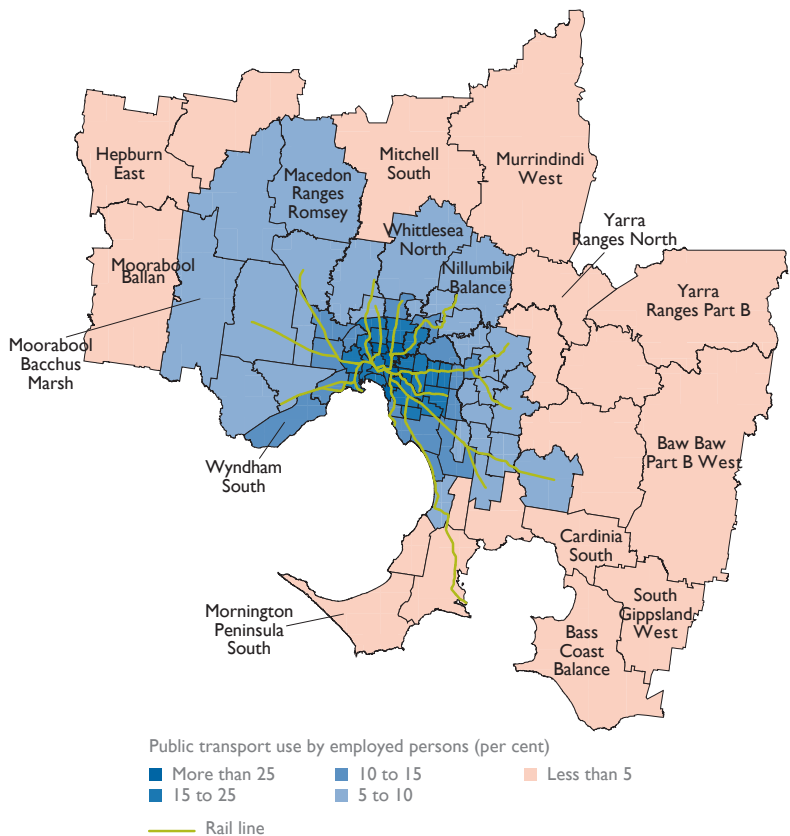 Hepburn
East
Macedon
Ranges
Romsey
Mitchell
South
Murrindindi
West
Whittlesea
North
Nillumbik
Balance
Yarra
Ranges North
Yarra
Ranges Part B
Moorabool
Ballan
Moorabool
Bacchus
Marsh
Wyndham
South
Baw Baw
Part B West
Cardinia
South
South
Gippsland
West
Bass
Coast
Balance
Mornington
Peninsula
South
Public transport use by employed persons (per cent)
More than 25
10 to 15
Less than 5
15 to 25
5 to 10
Rail line